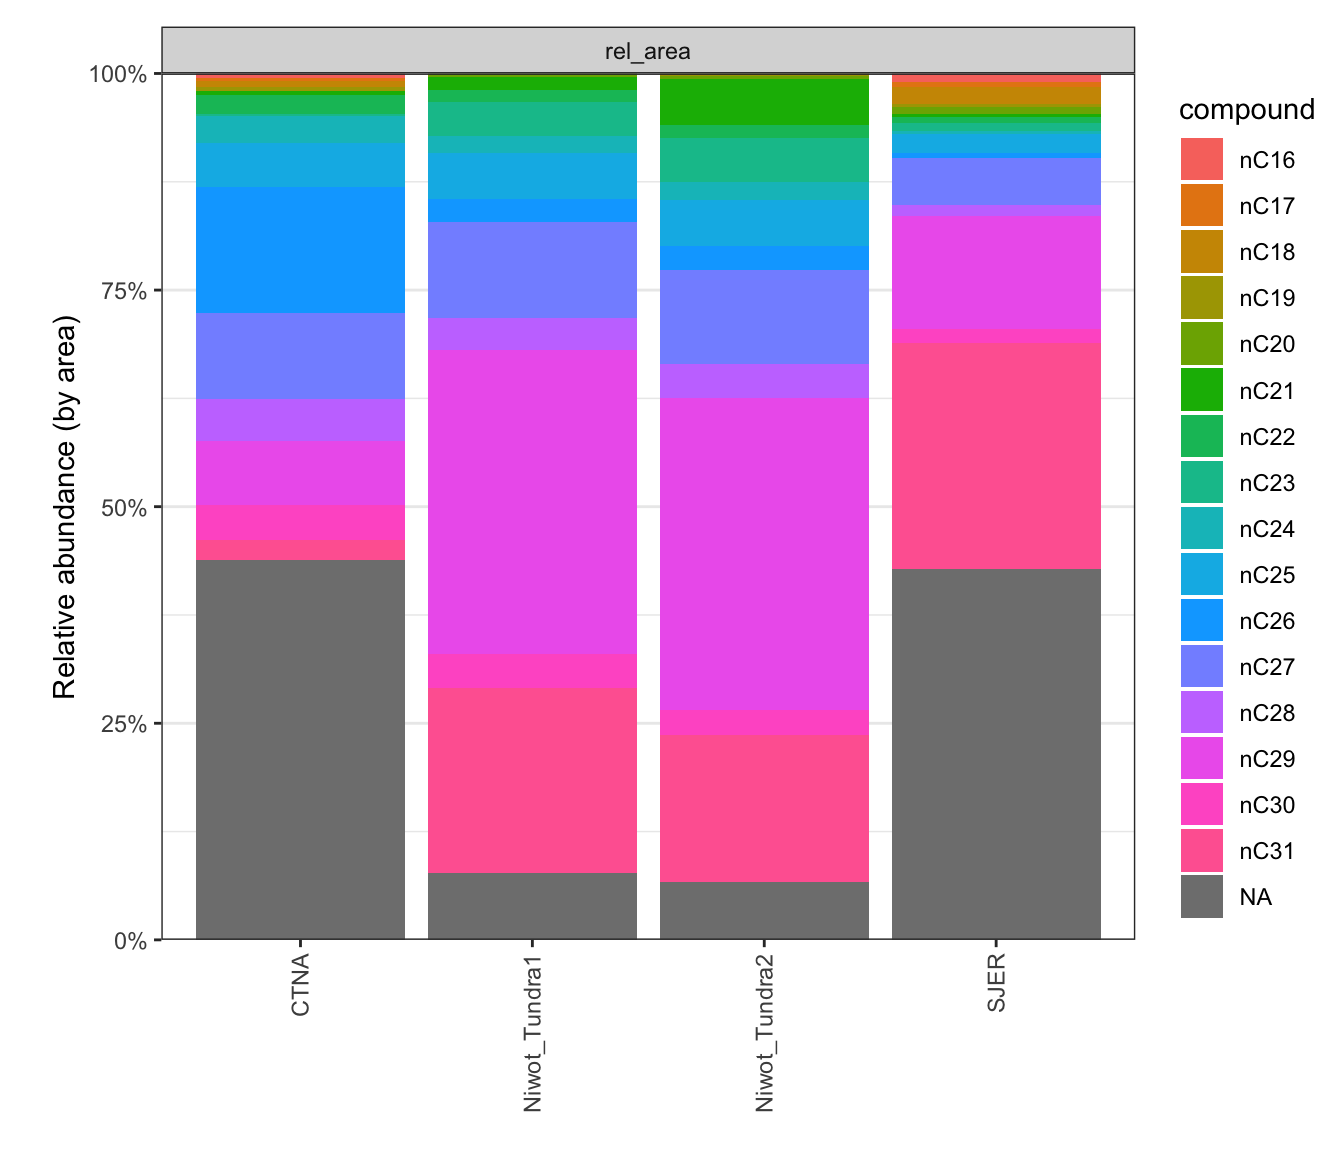 rel_area
100%
75%
50%
25%
0%
Relative abundance (by area)
CTNA
Niwot_Tundra1
Niwot_Tundra2
SJER
compound
nC16
nC17
nC18
nC19
nC20
nC21
nC22
nC23
nC24
nC25
nC26
nC27
nC28
nC29
nC30
nC31
NA